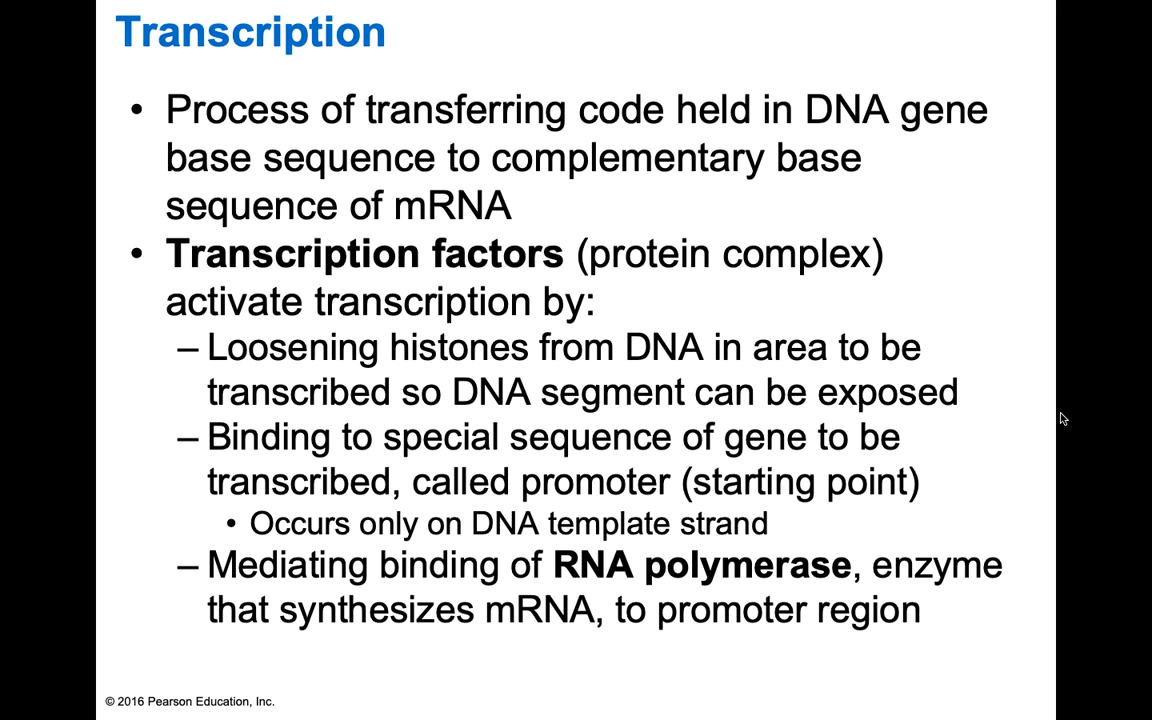 Transcription
• Process of transferring code held in DNA gene
base sequence to complementary base
sequence of mRNA
• Transcription factors (protein complex)
activate transcription by:
– Loosening histones from DNA in area to be
transcribed so DNA segment can be exposed
– Binding to special sequence of gene to be
transcribed, called promoter (starting point)
• Occurs only on DNA template strand
– Mediating binding of RNA polymerase, enzyme
that synthesizes mRNA, to promoter region
© 2016 Pearson Education, Inc.